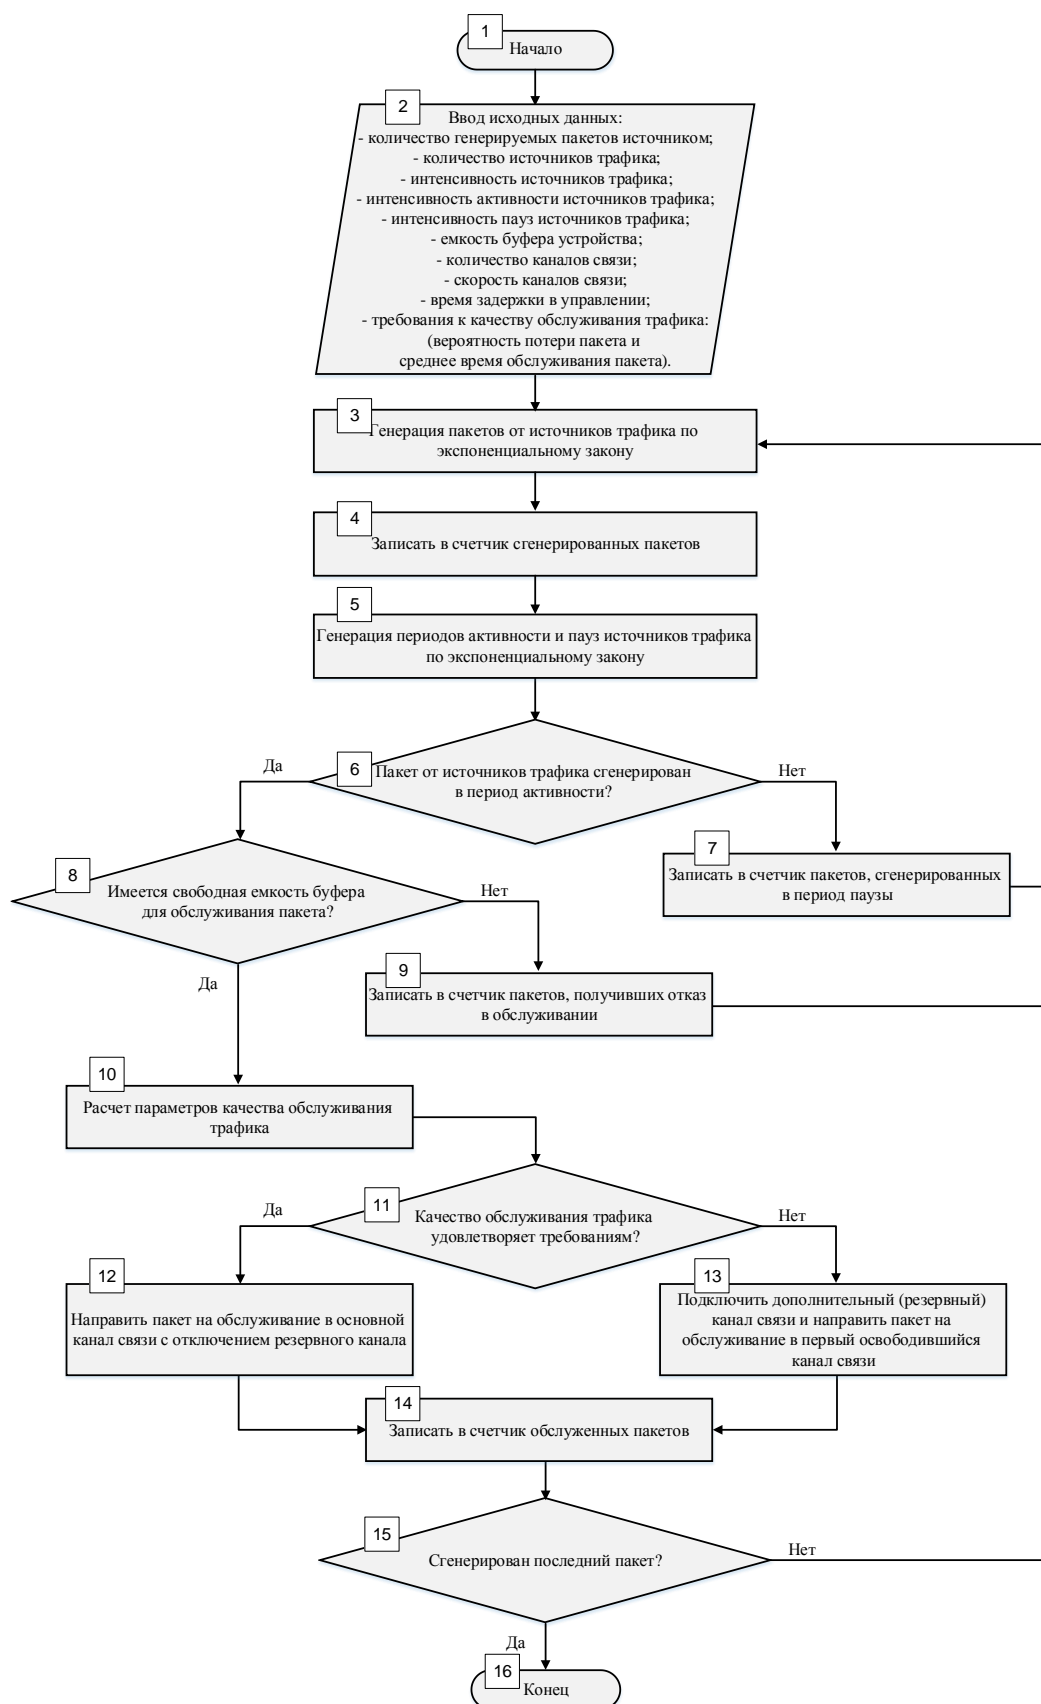 1
Начало
2
Ввод исходных данных:
- количество генерируемых пакетов источником;
- количество источников трафика;
- интенсивность источников трафика;
- интенсивность активности источников трафика;
- интенсивность пауз источников трафика;
- емкость буфера устройства;
- количество каналов связи;
- скорость каналов связи;
- время задержки в управлении;
- требования к качеству обслуживания трафика:
(вероятность потери пакета и
среднее время обслуживания пакета).
3
Генерация пакетов от источников трафика по
экспоненциальному закону
4
Записать в счетчик сгенерированных пакетов
5
Генерация периодов активности и пауз источников трафика
по экспоненциальному закону
6
Пакет от источников трафика сгенерирован
в период активности?
Да
Нет
7
Записать в счетчик пакетов, сгенерированных
в период паузы
8
Имеется свободная емкость буфера
для обслуживания пакета?
Нет
Да
9
Записать в счетчик пакетов, получивших отказ
в обслуживании
10
Расчет параметров качества обслуживания
трафика
11
Качество обслуживания трафика
удовлетворяет требованиям?
Да
Нет
12
Направить пакет на обслуживание в основной
канал связи с отключением резервного канала
13
Подключить дополнительный (резервный)
канал связи и направить пакет на
обслуживание в первый освободившийся
канал связи
14
Записать в счетчик обслуженных пакетов
15
Сгенерирован последний пакет?
Нет
Да
16
Конец